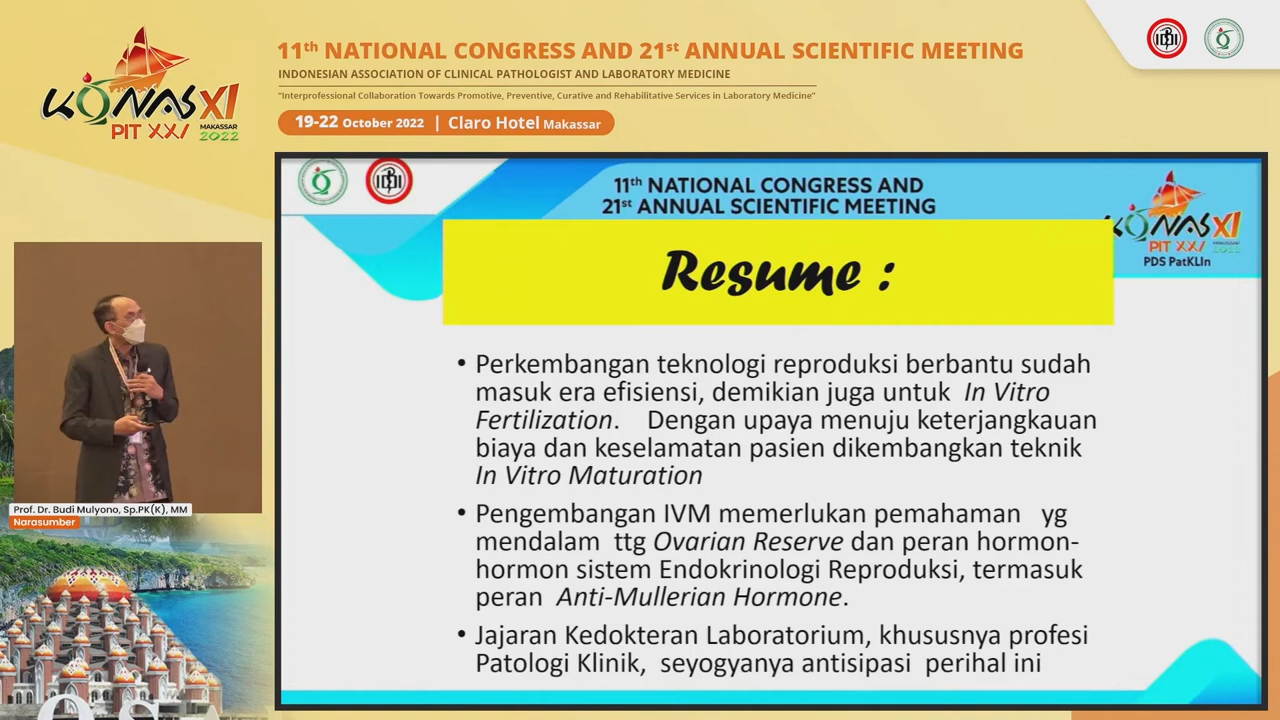 11th NATIONAL CONGRESS AND 21st ANNUAL SCIENTIFIC MEETING
INDONESIAN ASSOCIATION OF CLINICAL PATHOLOGIST AND LABORATORY MEDICINE
"Interprofessional Collaboration Towards Promotive, Preventive, Curative and Rehabilitative Services in Laboratory Medicine"
19-22 October 2022 | Claro Hotel Makassar
KONAS XI
PIT XXI
MAKASSAR
2022
11th NATIONAL CONGRESS AND
21st ANNUAL SCIENTIFIC MEETING
KONAS XI
PIT XXI
PDS PatKLIn
Resume :
• Perkembangan teknologi reproduksi berbantu sudah
masuk era efisiensi, demikian juga untuk In Vitro
Fertilization. Dengan upaya menuju keterjangkauan
biaya dan keselamatan pasien dikembangkan teknik
In Vitro Maturation
• Pengembangan IVM memerlukan pemahaman yg
mendalam ttg Ovarian Reserve dan peran hormon-
hormon sistem Endokrinologi Reproduksi, termasuk
peran Anti-Mullerian Hormone.
• Jajaran Kedokteran Laboratorium, khususnya profesi
Patologi Klinik, seyogyanya antisipasi perihal ini
Prof. Dr. Budi Mulyono, Sp.PK(K), MM
Narasumber